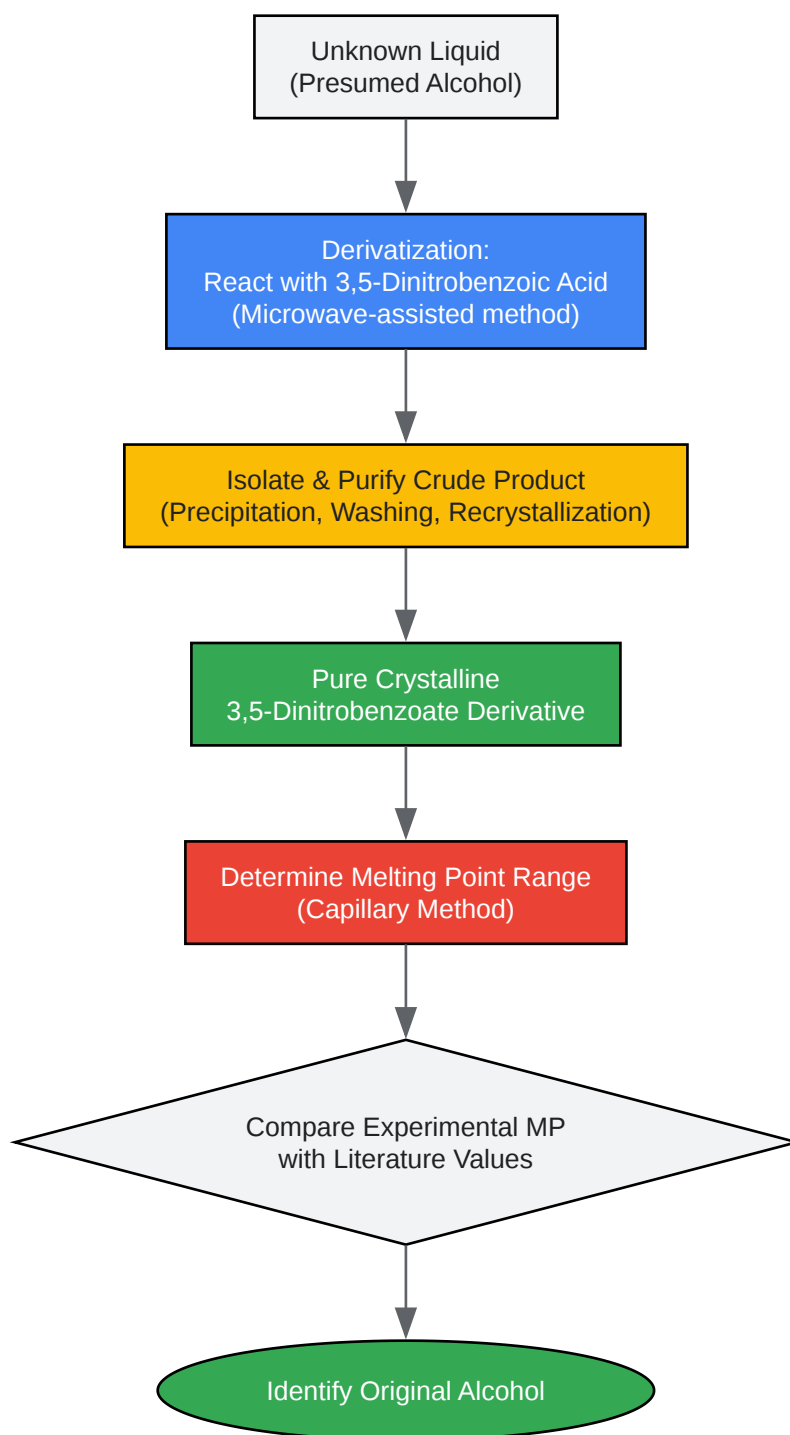 Unknown Liquid
(Presumed Alcohol)
Derivatization:
React with 3,5-Dinitrobenzoic Acid
(Microwave-assisted method)
Isolate & Purify Crude Product
(Precipitation, Washing, Recrystallization)
Pure Crystalline
3,5-Dinitrobenzoate Derivative
Determine Melting Point Range
(Capillary Method)
Compare Experimental MP
with Literature Values
Identify Original Alcohol